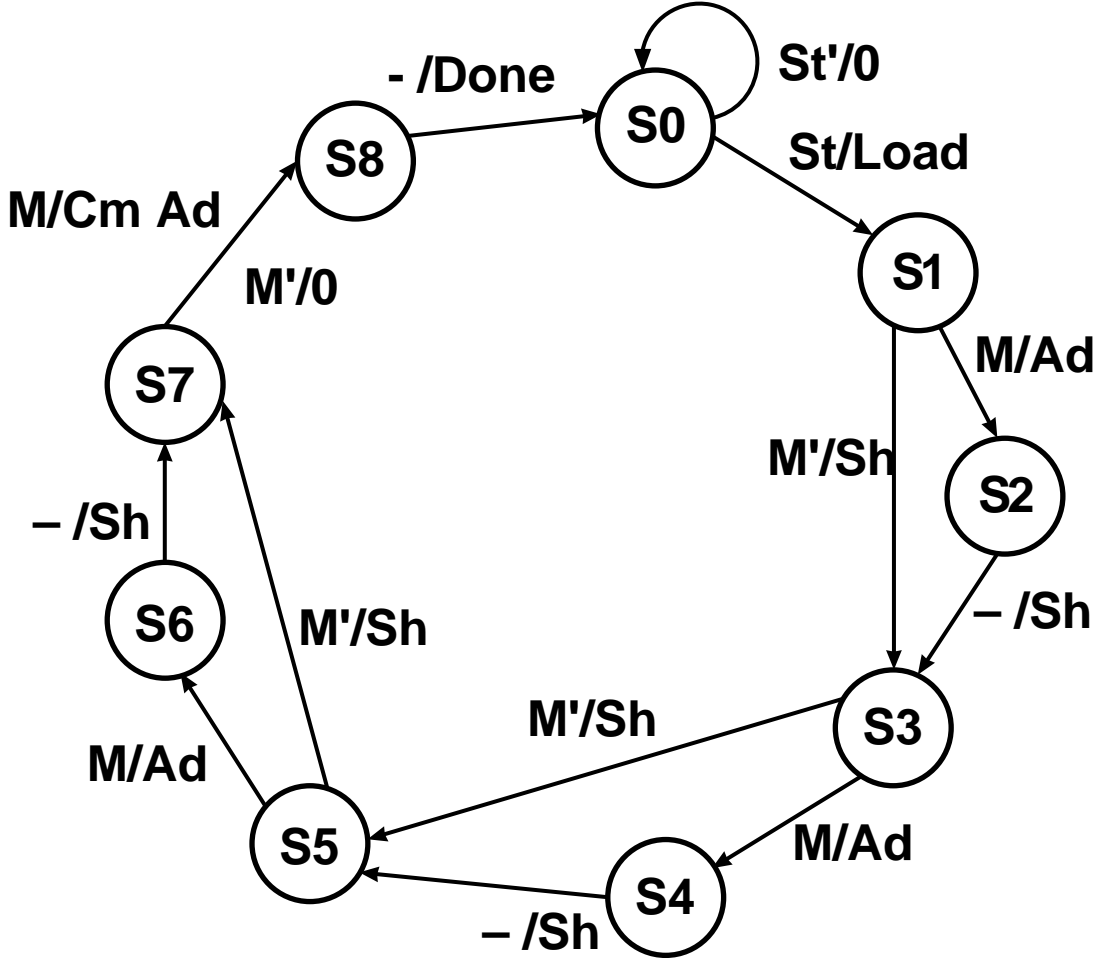 - /Done
St'/0
S0
S8
St/Load
M/Cm Ad
S1
M'/0
M/Ad
S7
M'/Sh
S2
– /Sh
– /Sh
S6
M'/Sh
M'/Sh
S3
M/Ad
M/Ad
S5
S4
– /Sh